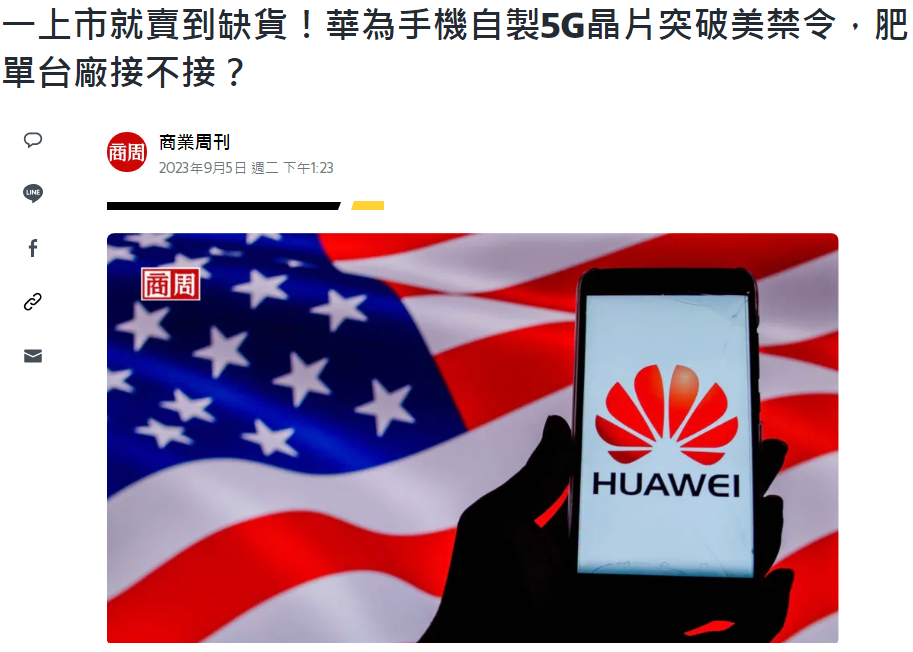 一上市就賣到缺貨！華為手機自製5G晶片突破美禁令，肥
單台廠接不接？
商周
商業周刊
2023年9月5日 週二 下午1:23
LINE
商周
HUAWEI